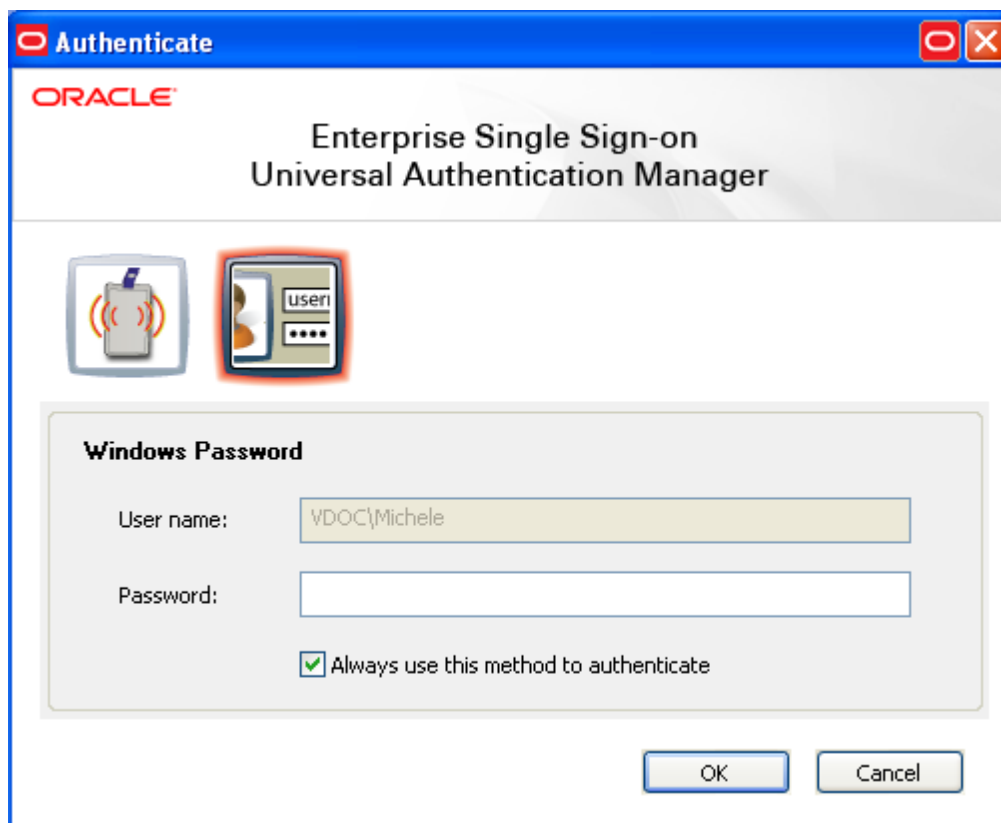 Authenticate
ORACLE
Enterprise Single Sign-on
Universal Authentication Manager
user
Windows Password
User name:
VDOC\Michele
Password:
Always use this method to authenticate
OK
Cancel